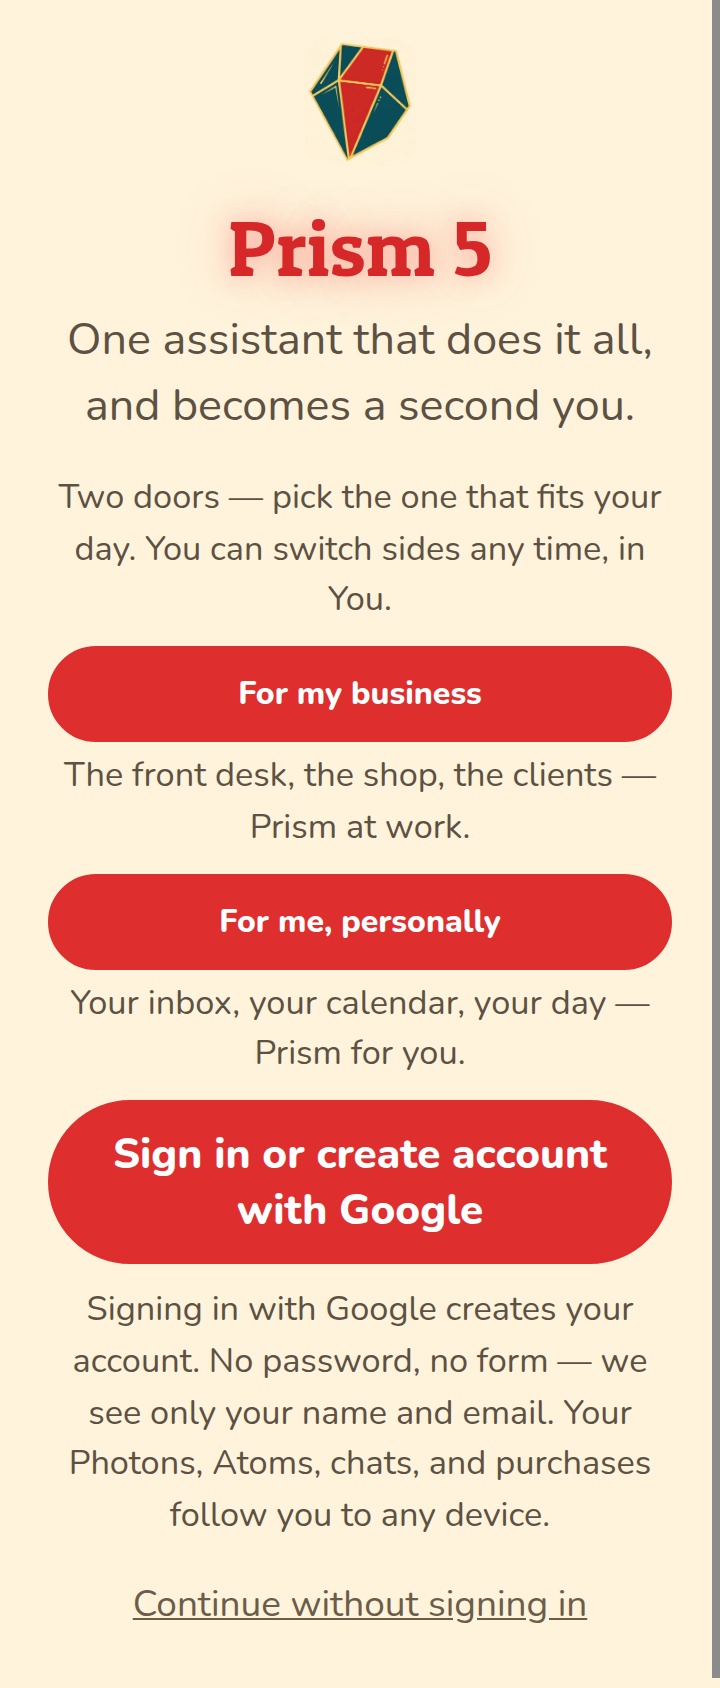 Prism 5
One assistant that does it all,
and becomes a second you.
Two doors — pick the one that fits your
day. You can switch sides any time, in
You.
For my business
The front desk, the shop, the clients —
Prism at work.
For me, personally
Your inbox, your calendar, your day —
Prism for you.
Sign in or create account
with Google
Signing in with Google creates your
account. No password, no form — we
see only your name and email. Your
Photons, Atoms, chats, and purchases
follow you to any device.
Continue without signing in